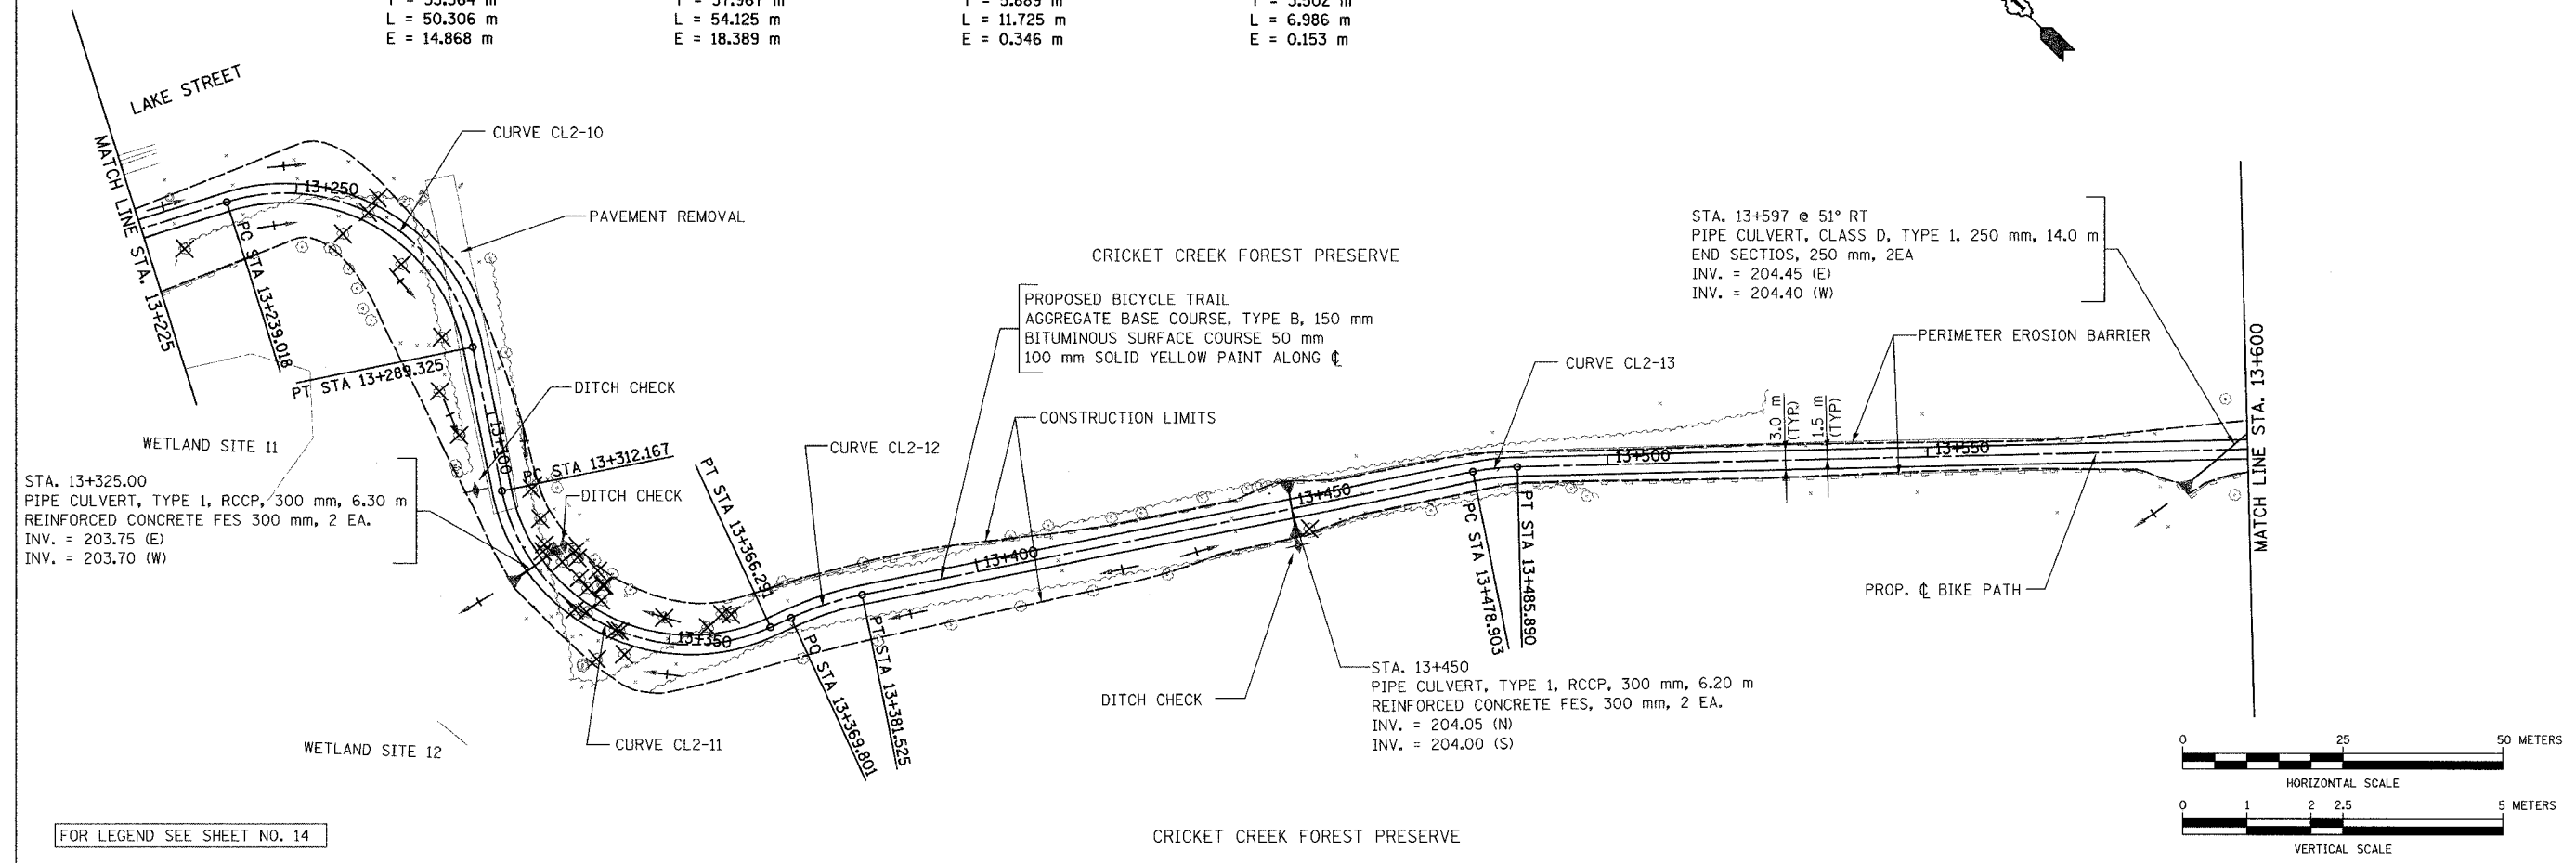 L = 50.306 m
E = 14.868 m
L = 54.125 m
E = 18.389 m
L = 11.725 m
E = 0.346 m
L = 6.986 m
E = 0.153 m
LAKE STREET
MATCH LINE STA. 13+225
CURVE CL2-10
13+250
PAVEMENT REMOVAL
PC STA 13+239.018
PT STA 13+289.325
DITCH CHECK
13+300
WETLAND SITE 11
PC STA 13+312.167
DITCH CHECK
STA. 13+325.00
PIPE CULVERT, TYPE 1, RCCP, 300 mm, 6.30 m
REINFORCED CONCRETE FES 300 mm, 2 EA.
INV. = 203.75 (E)
INV. = 203.70 (W)
PT STA 13+366.291
13+350
CURVE CL2-11
WETLAND SITE 12
CURVE CL2-12
PC STA 13+369.801
PT STA 13+381.525
CRICKET CREEK FOREST PRESERVE
PROPOSED BICYCLE TRAIL
AGGREGATE BASE COURSE, TYPE B, 150 mm
BITUMINOUS SURFACE COURSE 50 mm
100 mm SOLID YELLOW PAINT ALONG ℄
CONSTRUCTION LIMITS
13+400
13+450
CURVE CL2-13
PC STA 13+478.903
PT STA 13+485.890
DITCH CHECK
STA. 13+450
PIPE CULVERT, TYPE 1, RCCP, 300 mm, 6.20 m
REINFORCED CONCRETE FES, 300 mm, 2 EA.
INV. = 204.05 (N)
INV. = 204.00 (S)
13+500
3.0 m
(TYP)
1.5 m
(TYP)
13+550
STA. 13+597 @ 51° RT
PIPE CULVERT, CLASS D, TYPE 1, 250 mm, 14.0 m
END SECTIOS, 250 mm, 2EA
INV. = 204.45 (E)
INV. = 204.40 (W)
PERIMETER EROSION BARRIER
PROP. ℄ BIKE PATH
MATCH LINE STA. 13+600
0 25 50 METERS
HORIZONTAL SCALE
0 1 2 2.5 5 METERS
VERTICAL SCALE
FOR LEGEND SEE SHEET NO. 14
CRICKET CREEK FOREST PRESERVE